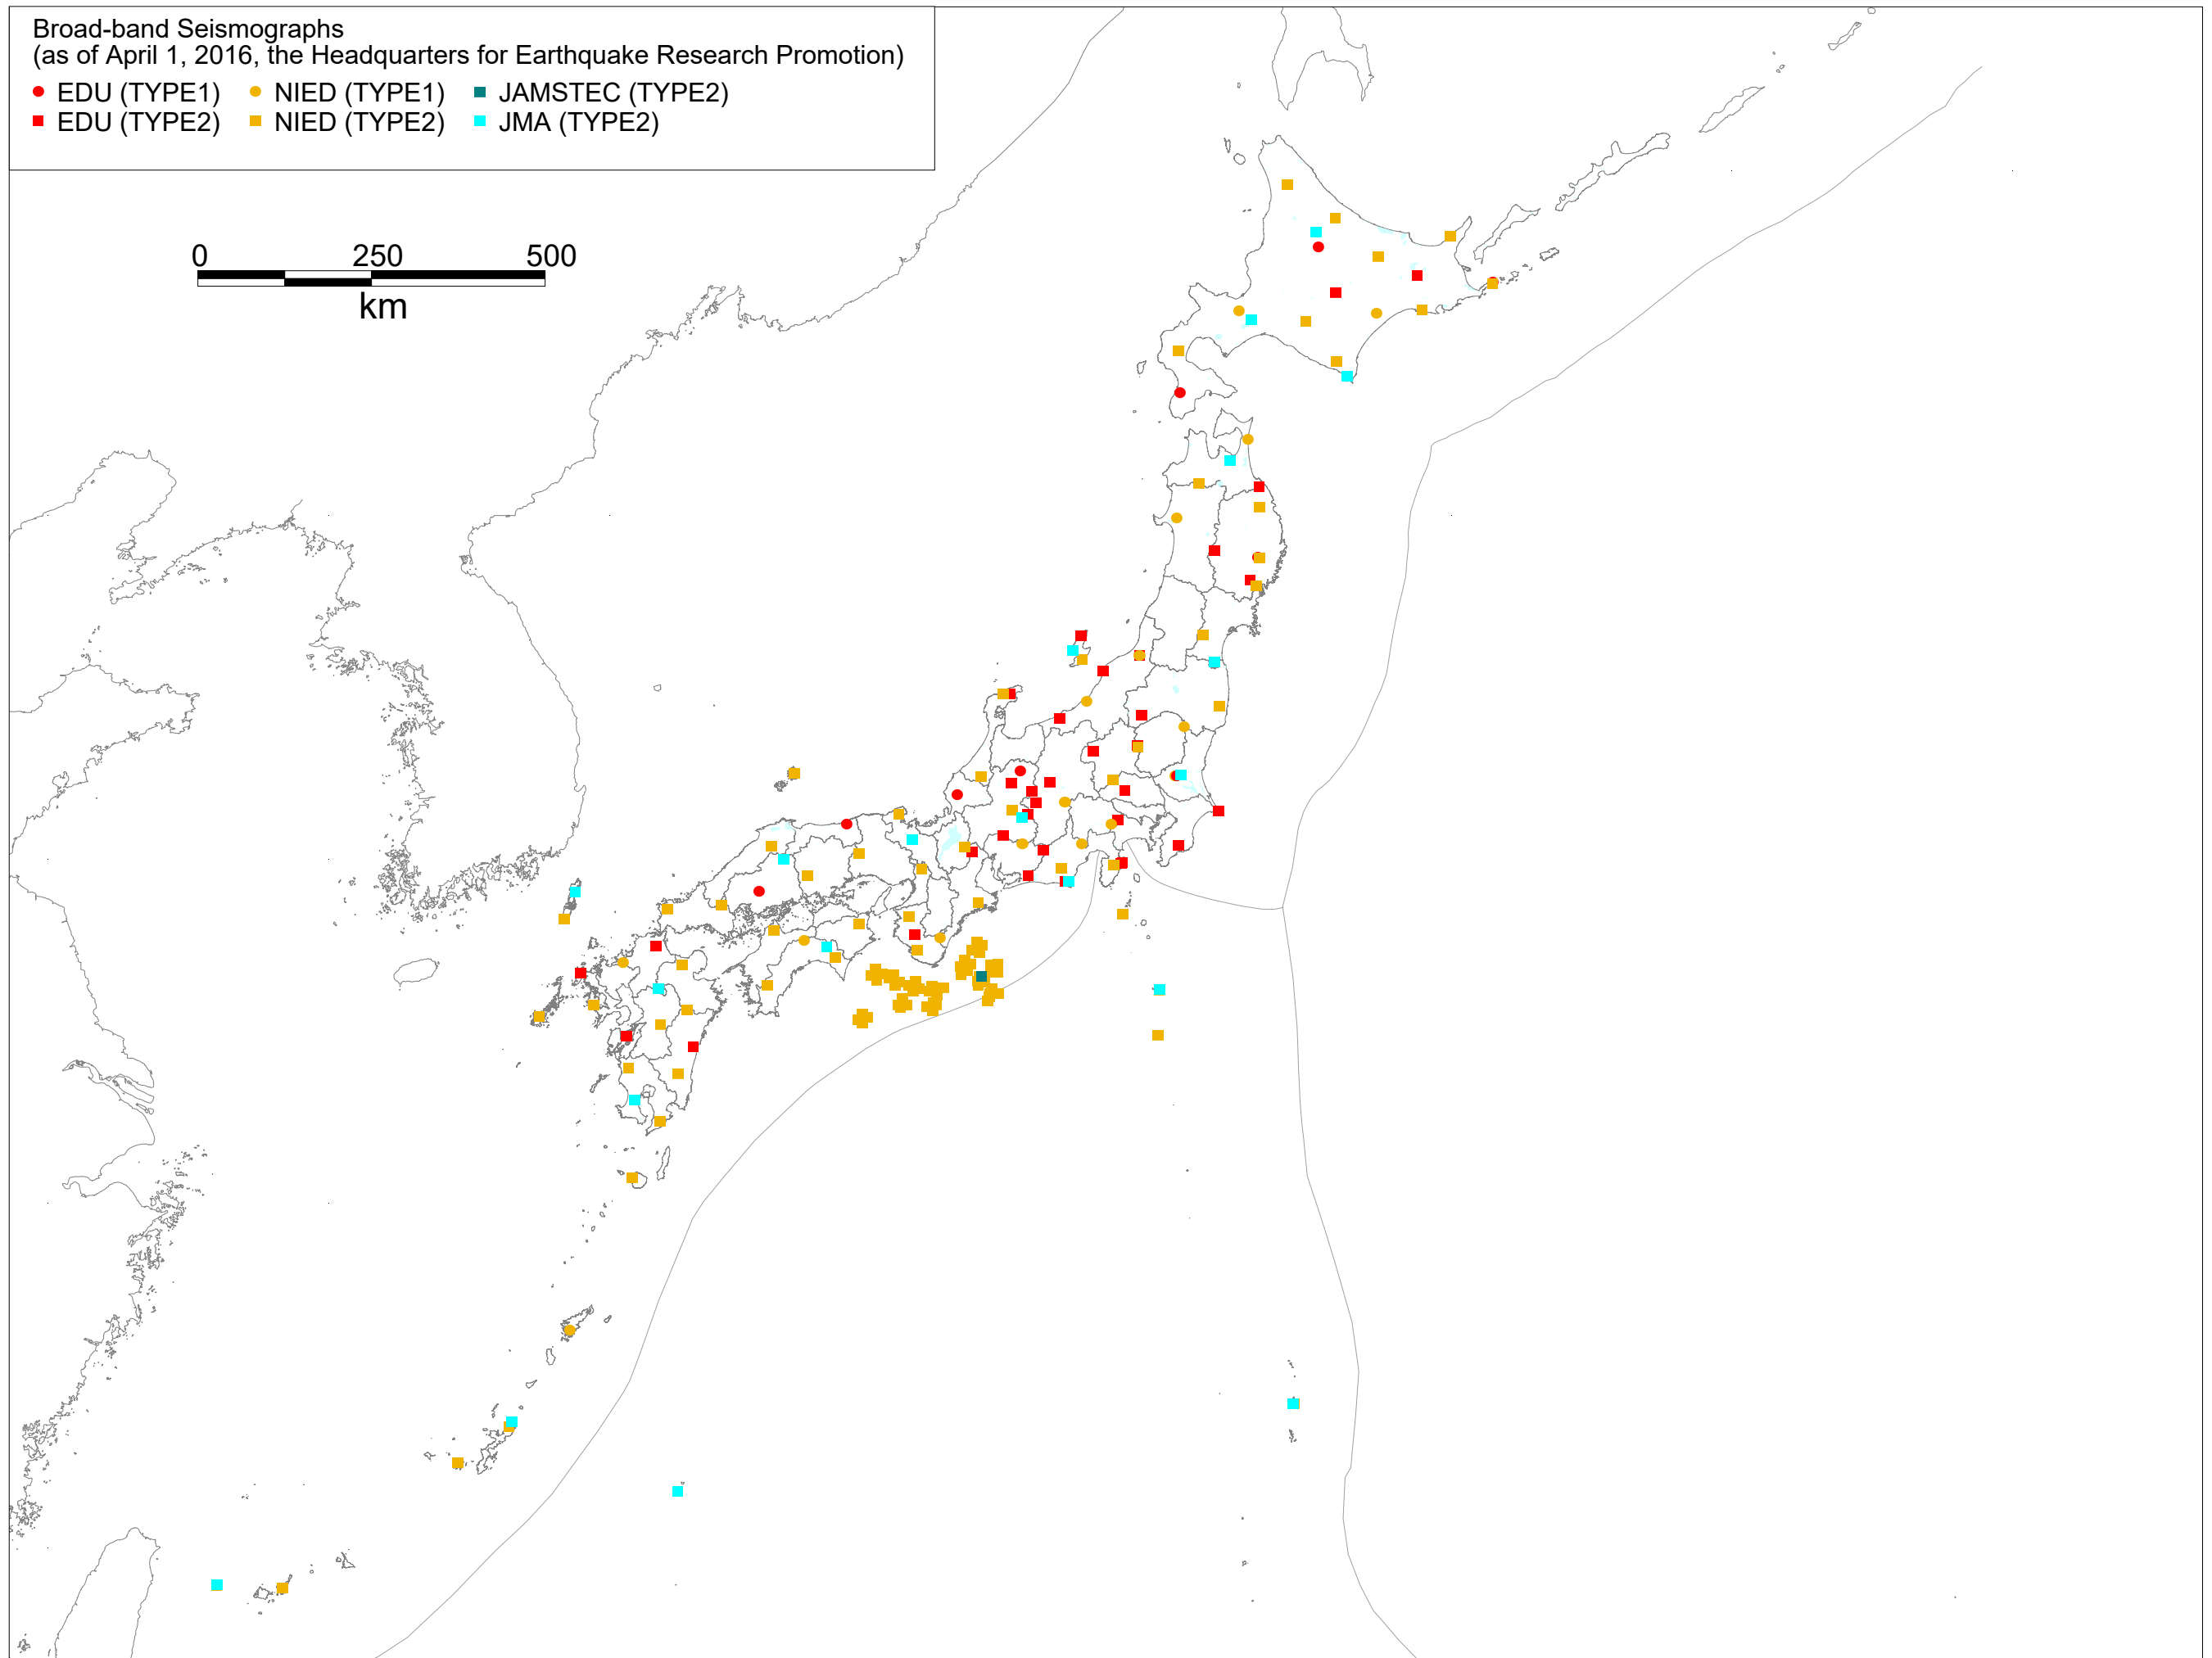 Broad-band Seismographs
(as of April 1, 2016, the Headquarters for Earthquake Research Promotion)
EDU (TYPE1) NIED (TYPE1) JAMSTEC (TYPE2)
EDU (TYPE2) NIED (TYPE2) JMA (TYPE2)
0 250 500
km